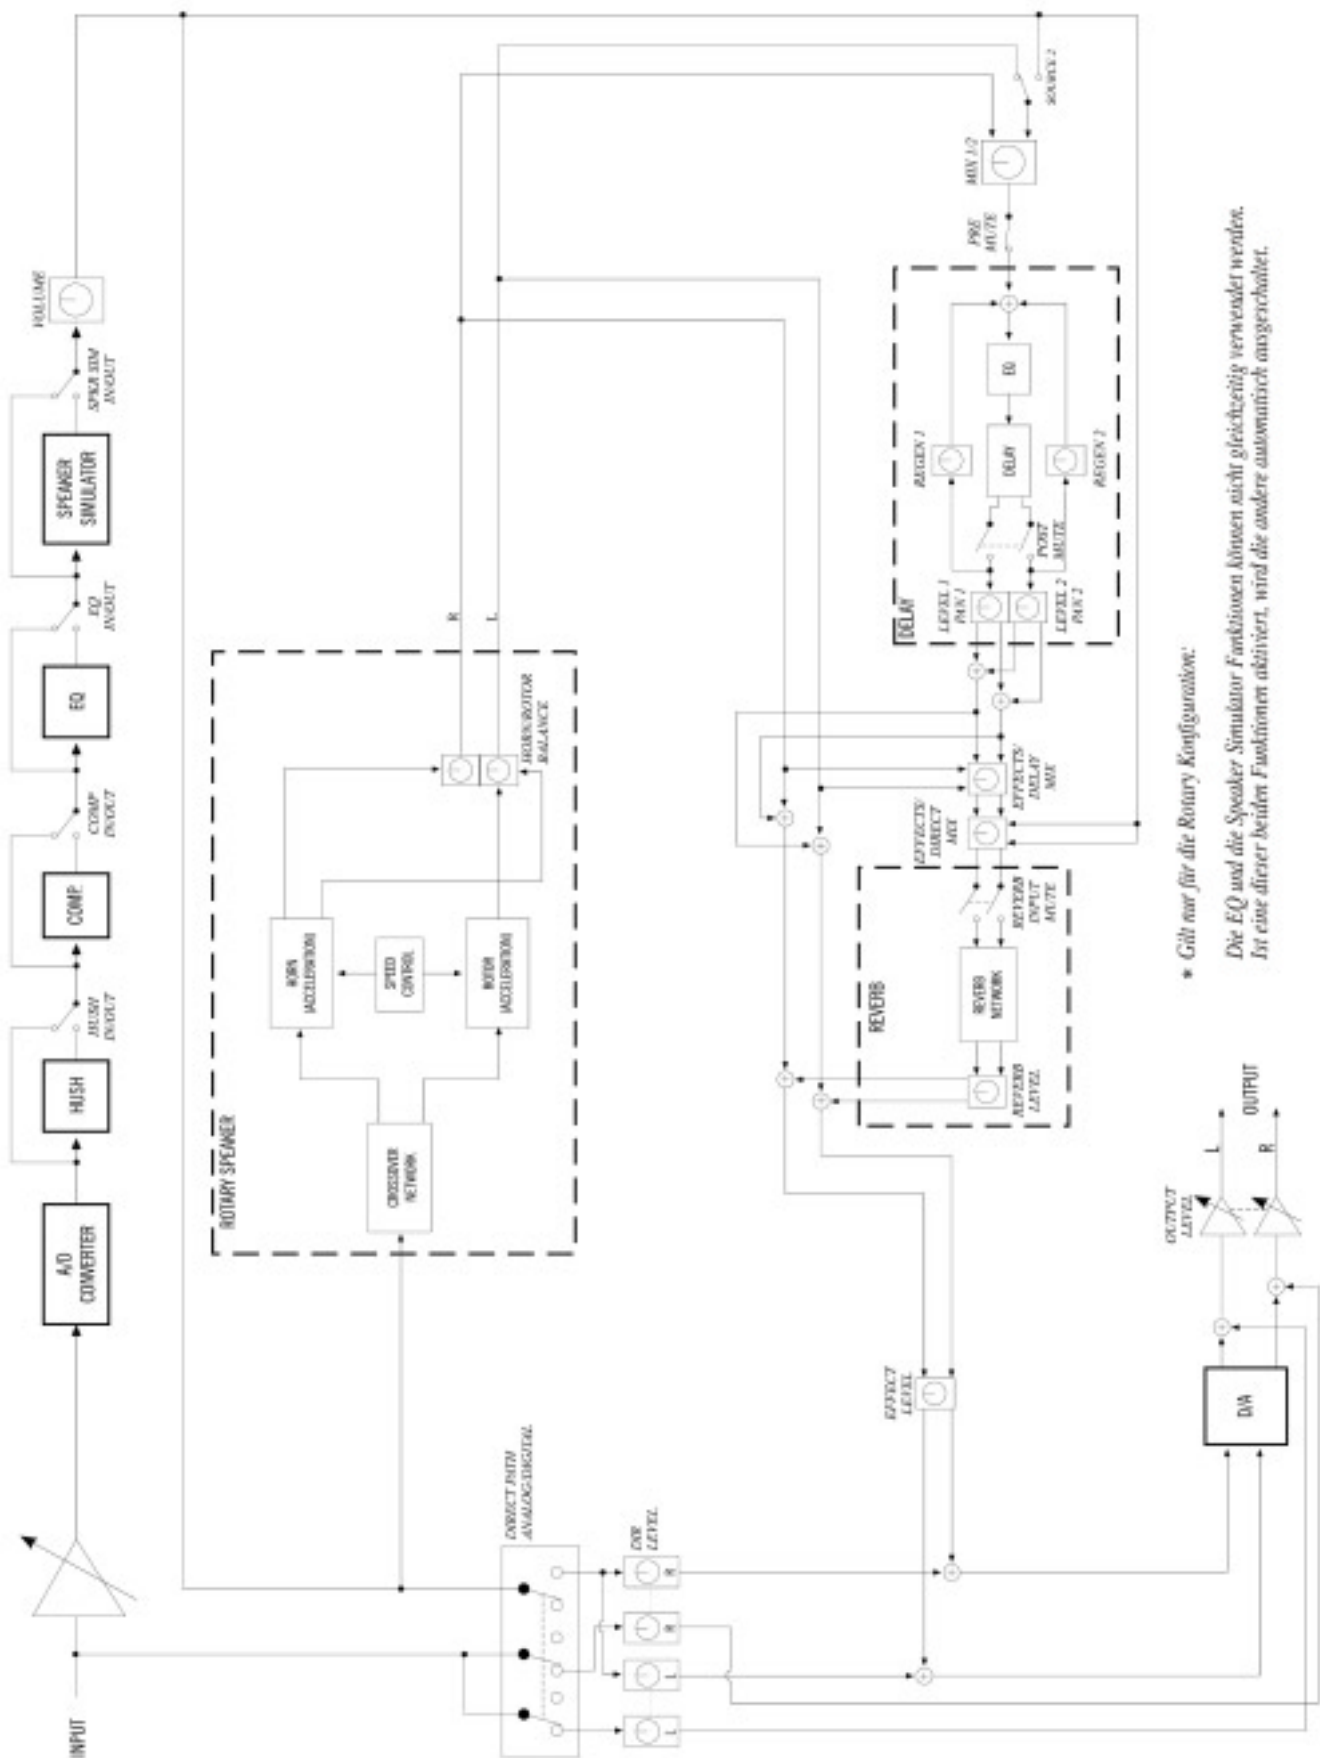 INPUT
A/D
CONVERTER
HUSH
HUSH
IN/OUT
COMP.
COMP
IN/OUT
EQ
EQ
IN/OUT
SPEAKER
SIMULATOR
SPKR SIM
IN/OUT
VOLUME
ROTARY SPEAKER
CROSSOVER
NETWORK
HORN
(ACCELERATION)
SPEED
CONTROL
ROTOR
(ACCELERATION)
HORN/ROTOR
BALANCE
R
L
DIRECT PATH
ANALOG/DIGITAL
DIR
LEVEL
R
R
L
L
EFFECT
LEVEL
REVERB
REVERB
LEVEL
REVERB
NETWORK
REVERB
INPUT
MUTE
EFFECTS/
DIRECT
MIX
EFFECTS/
DELAY
MIX
DELAY
LEVEL 1
PAN 1
LEVEL 2
PAN 2
POST
MUTE
REGEN 1
DELAY
REGEN 2
EQ
PRE
MUTE
MIX 1/2
SOURCE 2
D/A
OUTPUT
LEVEL
L
R
OUTPUT
* Gilt nur für die Rotary Konfiguration:
Die EQ und die Speaker Simulator Funktionen können nicht gleichzeitig verwendet werden.
Ist eine dieser beiden Funktionen aktiviert, wird die andere automatisch ausgeschaltet.